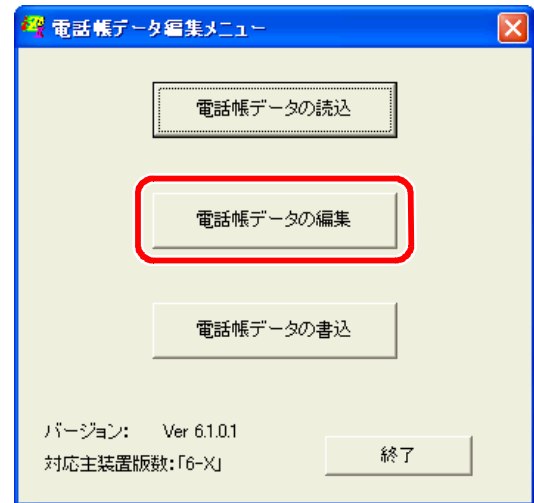 電話帳データ編集メニュー
電話帳データの読込
電話帳データの編集
電話帳データの書込
バージョン: Ver 6.1.0.1
対応主装置版数:「6-X」
終了